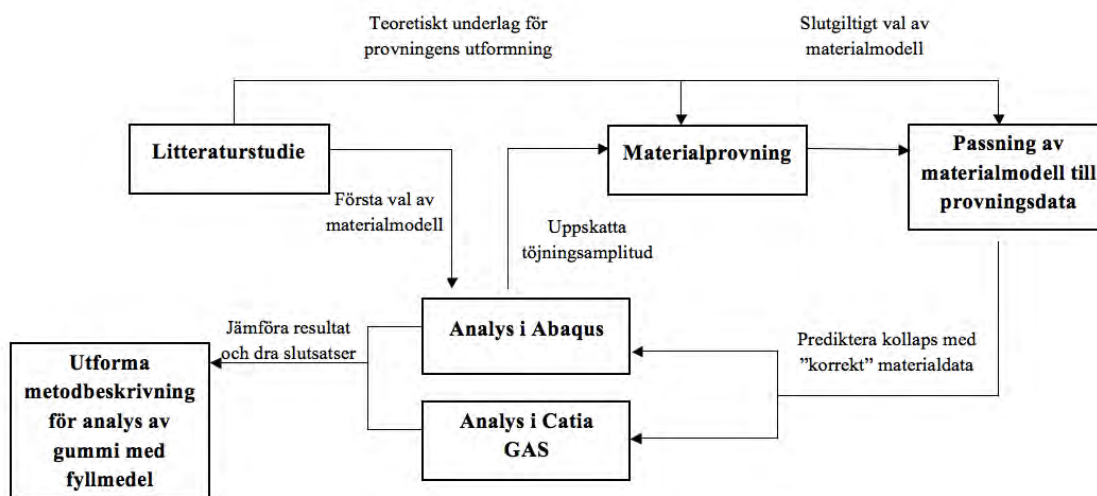 Teoretiskt underlag för
provningens utformning
Slutgiltigt val av
materialmodell
Litteraturstudie
Materialprovning
Passning av
materialmodell till
provningsdata
Första val av
materialmodell
Uppskatta
töjningsamplitud
Analys i Abaqus
Jämföra resultat
och dra slutsatser
Prediktera kollaps med
”korrekt” materialdata
Utforma
metodbeskrivning
för analys av
gummi med
fyllmedel
Analys i Catia
GAS